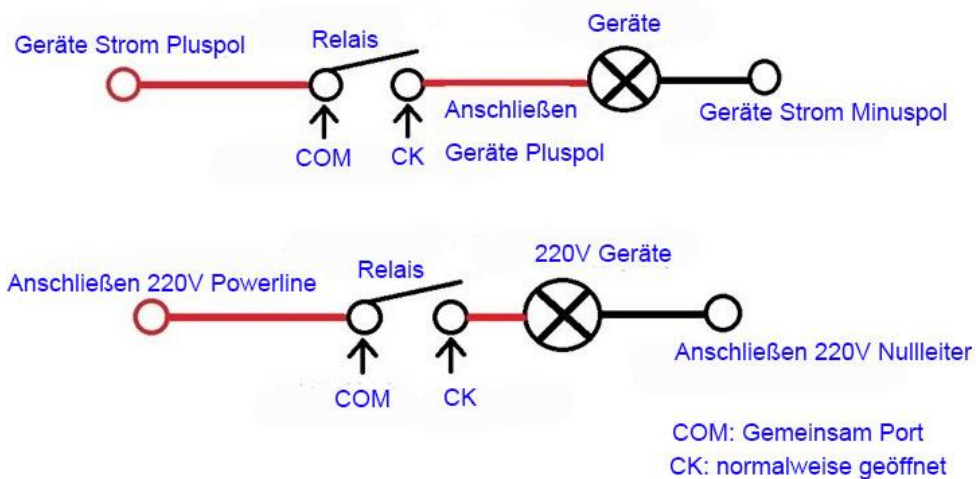 Geräte
Geräte Strom Pluspol
Relais
Anschließen
Geräte Pluspol
Geräte Strom Minuspol
COM
CK
220V Geräte
Anschließen 220V Powerline
Relais
Anschließen 220V Nullleiter
COM
CK
COM: Gemeinsam Port
CK: normalweise geöffnet